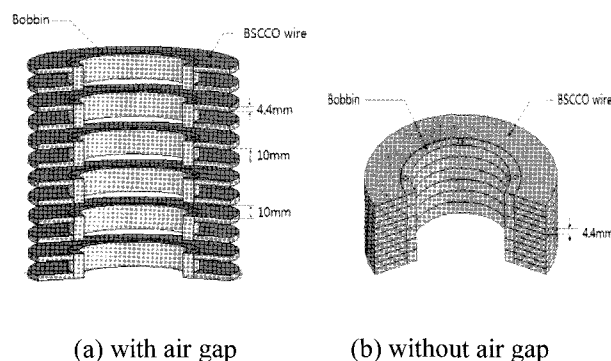 Bobbin
BSCCO wire
4.4mm
10mm
10mm
Bobbin
BSCCO wire
4.4mm
(a) with air gap
(b) without air gap